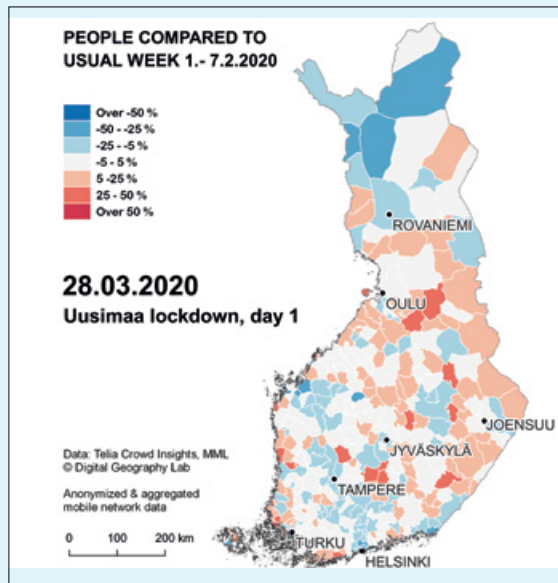 PEOPLE COMPARED TO
USUAL WEEK 1.- 7.2.2020
Over -50 %
-50 - -25 %
-25 - -5 %
-5 - 5 %
5 -25 %
25 - 50 %
Over 50 %
ROVANIEMI
28.03.2020
Uusimaa lockdown, day 1
OULU
JOENSUU
JYVÄSKYLÄ
Data: Telia Crowd Insights, MML
© Digital Geography Lab
TAMPERE
Anonymized & aggregated
mobile network data
TURKU
0 100 200 km
HELSINKI